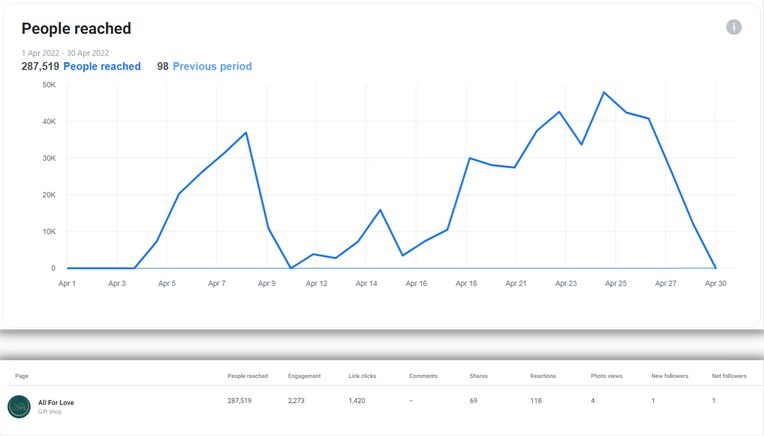 People reached
i
1 Apr 2022 - 30 Apr 2022
287,519 People reached 98 Previous period
50K
40K
30K
20K
10K
0
Apr 1 Apr 3 Apr 5 Apr 7 Apr 9 Apr 12 Apr 14 Apr 16 Apr 18 Apr 21 Apr 23 Apr 25 Apr 27 Apr 30
Page People reached Engagement Link clicks Comments Shares Reactions Photo views New followers Net followers
All For Love 287,519 2,273 1,420 -- 69 118 4 1 1
Gift shop